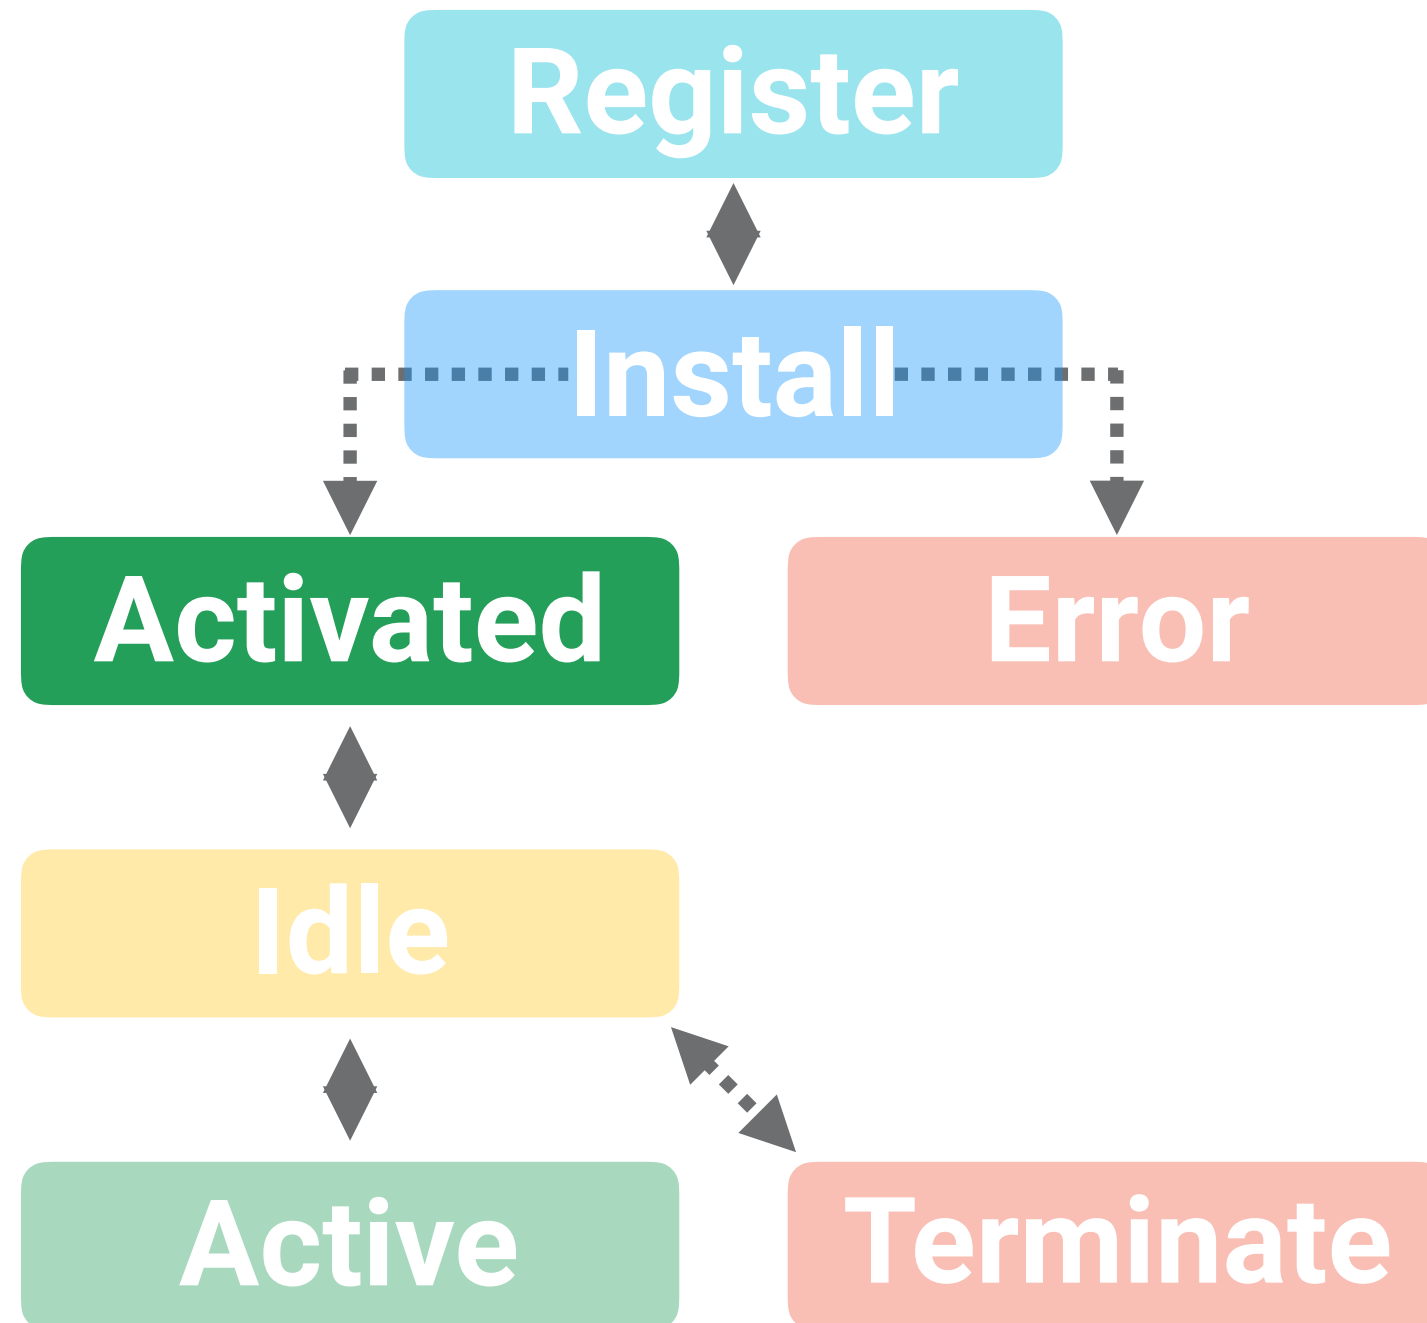 Register
Install
Activated
Error
Idle
Active
Terminate